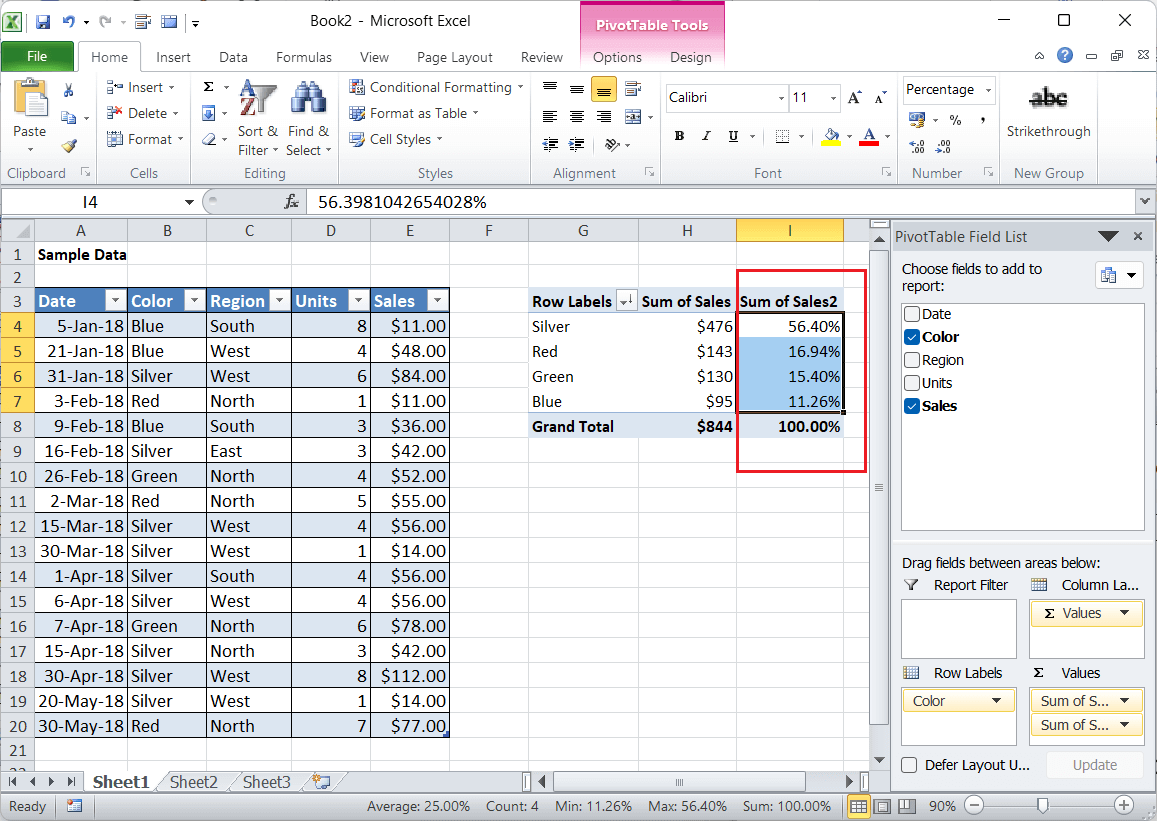 Book2 - Microsoft Excel
PivotTable Tools
File Home Insert Data Formulas View Page Layout Review Options Design
Paste
Clipboard
Insert
Delete
Format
Cells
Σ
Sort & Filter
Find & Select
Editing
Conditional Formatting
Format as Table
Cell Styles
Styles
Alignment
Calibri 11
B I U
Font
Percentage
Number
abc
Strikethrough
New Group
I4 fx 56.3981042654028%
A B C D E F G H I
1 Sample Data
2
3 Date Color Region Units Sales Row Labels Sum of Sales Sum of Sales2
4 5-Jan-18 Blue South 8 $11.00 Silver $476 56.40%
5 21-Jan-18 Blue West 4 $48.00 Red $143 16.94%
6 31-Jan-18 Silver West 6 $84.00 Green $130 15.40%
7 3-Feb-18 Red North 1 $11.00 Blue $95 11.26%
8 9-Feb-18 Blue South 3 $36.00 Grand Total $844 100.00%
9 16-Feb-18 Silver East 3 $42.00
10 26-Feb-18 Green North 4 $52.00
11 2-Mar-18 Red North 5 $55.00
12 15-Mar-18 Silver West 4 $56.00
13 30-Mar-18 Silver West 1 $14.00
14 1-Apr-18 Silver South 4 $56.00
15 6-Apr-18 Silver West 4 $56.00
16 7-Apr-18 Green North 6 $78.00
17 15-Apr-18 Silver North 3 $42.00
18 30-Apr-18 Silver West 8 $112.00
19 20-May-18 Silver West 1 $14.00
20 30-May-18 Red North 7 $77.00
21
PivotTable Field List
Choose fields to add to
report:
Date
Color
Region
Units
Sales
Drag fields between areas below:
Report Filter Column La...
Σ Values
Row Labels Σ Values
Color Sum of S...
Sum of S...
Defer Layout U... Update
Sheet1 Sheet2 Sheet3
Ready Average: 25.00% Count: 4 Min: 11.26% Max: 56.40% Sum: 100.00% 90%